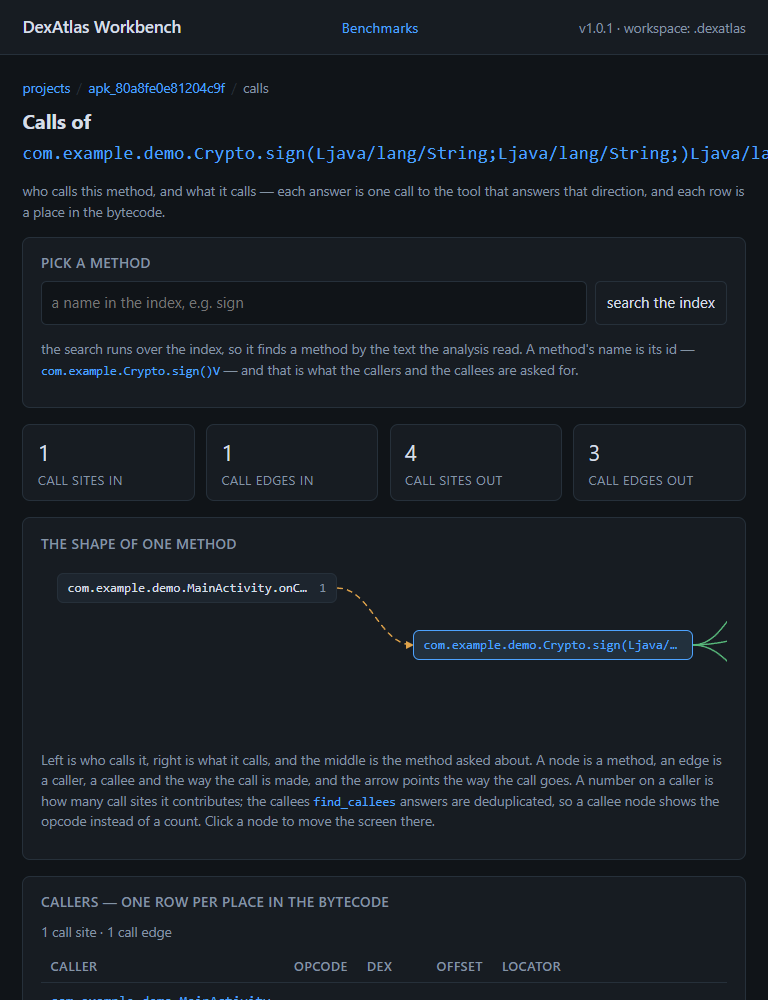 DexAtlas Workbench
Benchmarks
v1.0.1 · workspace: .dexatlas
projects / apk_80a8fe0e81204c9f / calls
Calls of
com.example.demo.Crypto.sign(Ljava/lang/String;Ljava/lang/String;)Ljava/la
who calls this method, and what it calls — each answer is one call to the tool that answers that direction, and each row is
a place in the bytecode.
PICK A METHOD
a name in the index, e.g. sign
search the index
the search runs over the index, so it finds a method by the text the analysis read. A method's name is its id —
com.example.Crypto.sign()V — and that is what the callers and the callees are asked for.
1
CALL SITES IN
1
CALL EDGES IN
4
CALL SITES OUT
3
CALL EDGES OUT
THE SHAPE OF ONE METHOD
com.example.demo.MainActivity.onC… 1
com.example.demo.Crypto.sign(Ljava/…
Left is who calls it, right is what it calls, and the middle is the method asked about. A node is a method, an edge is
a caller, a callee and the way the call is made, and the arrow points the way the call goes. A number on a caller is
how many call sites it contributes; the callees find_callees answers are deduplicated, so a callee node shows the
opcode instead of a count. Click a node to move the screen there.
CALLERS — ONE ROW PER PLACE IN THE BYTECODE
1 call site · 1 call edge
CALLER OPCODE DEX OFFSET LOCATOR